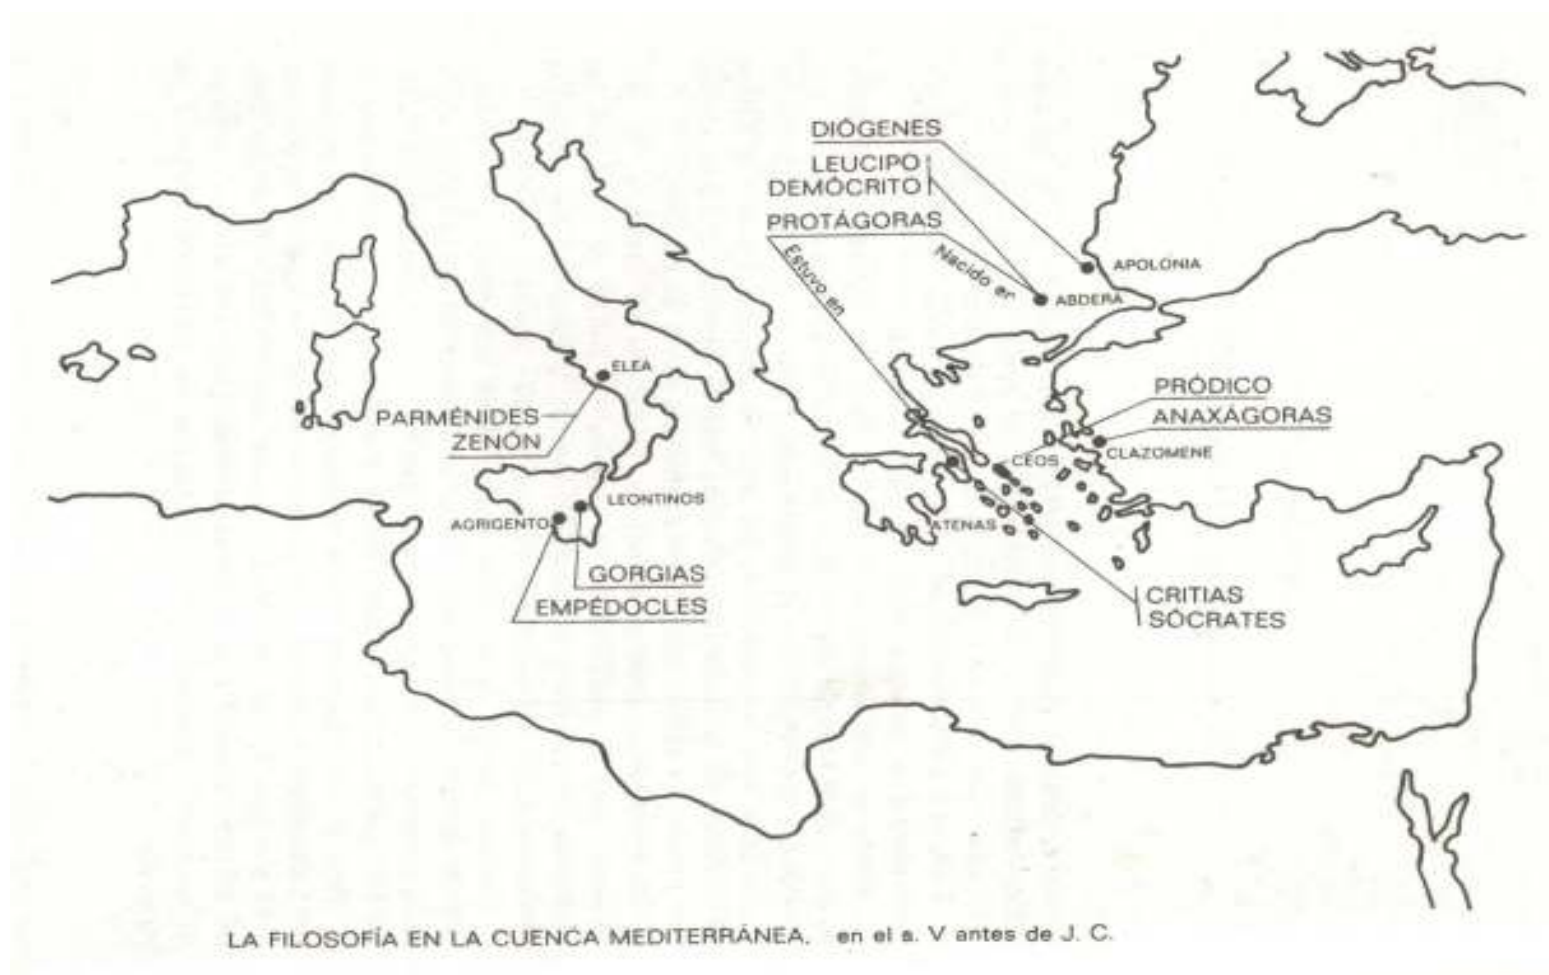 DIÓGENES
LEUCIPO
DEMÓCRITO
PROTÁGORAS
Estuvo en
Nacido en
APOLONIA
ABDERA
ELEA
PARMÉNIDES
ZENÓN
PRÓDICO
ANAXÁGORAS
CEOS
CLAZOMENE
LEONTINOS
AGRIGENTO
ATENAS
GORGIAS
EMPÉDOCLES
CRITIAS
SÓCRATES
LA FILOSOFÍA EN LA CUENCA MEDITERRÁNEA. en el s. V antes de J. C.